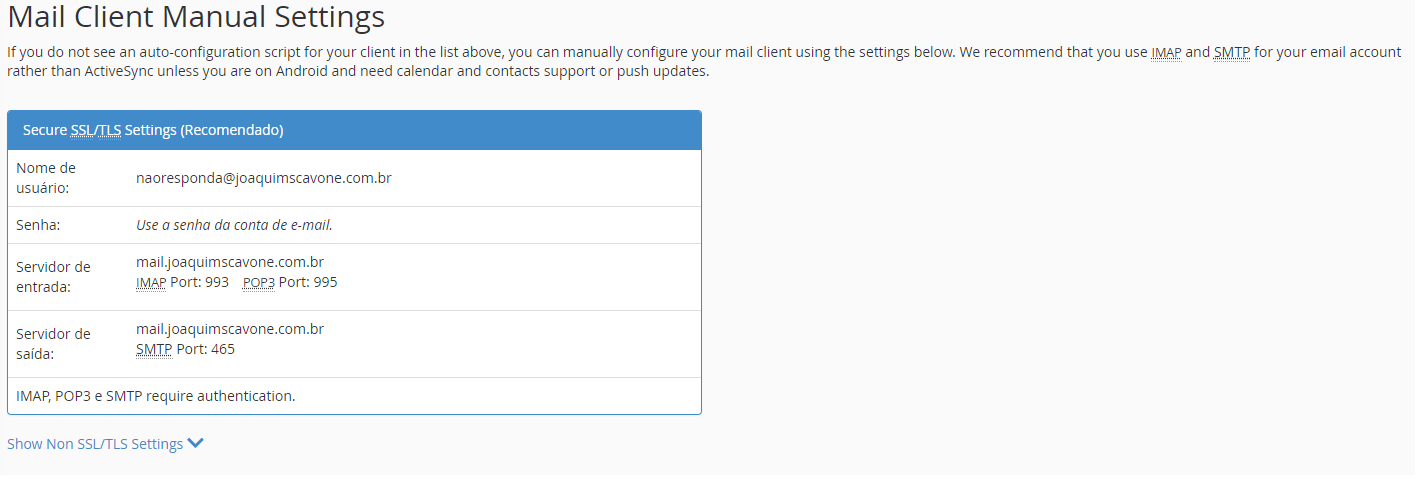 Mail Client Manual Settings
If you do not see an auto-configuration script for your client in the list above, you can manually configure your mail client using the settings below. We recommend that you use IMAP and SMTP for your email account
rather than ActiveSync unless you are on Android and need calendar and contacts support or push updates.
Secure SSL/TLS Settings (Recomendado)
Nome de
usuário:
naoresponda@joaquimscavone.com.br
Senha:
Use a senha da conta de e-mail.
Servidor de
entrada:
mail.joaquimscavone.com.br
IMAP Port: 993 POP3 Port: 995
Servidor de
saída:
mail.joaquimscavone.com.br
SMTP Port: 465
IMAP, POP3 e SMTP require authentication.
Show Non SSL/TLS Settings